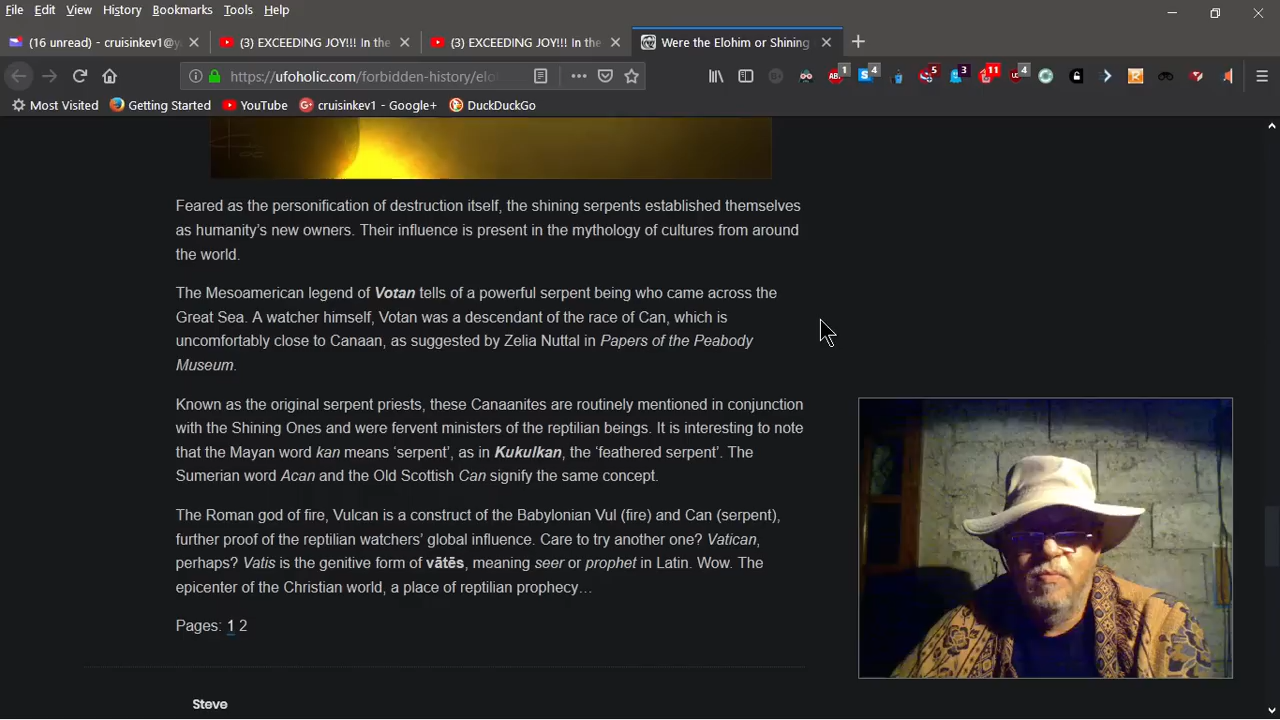 File Edit View History Bookmarks Tools Help
(16 unread) - cruisinkev1@y
(3) EXCEEDING JOY!!! In the
(3) EXCEEDING JOY!!! In the
Were the Elohim or Shining
https://ufoholic.com/forbidden-history/elo
1 4 5 3 11 4
Most Visited Getting Started YouTube cruisinkev1 - Google+ DuckDuckGo
Feared as the personification of destruction itself, the shining serpents established themselves
as humanity’s new owners. Their influence is present in the mythology of cultures from around
the world.
The Mesoamerican legend of Votan tells of a powerful serpent being who came across the
Great Sea. A watcher himself, Votan was a descendant of the race of Can, which is
uncomfortably close to Canaan, as suggested by Zelia Nuttal in Papers of the Peabody
Museum.
Known as the original serpent priests, these Canaanites are routinely mentioned in conjunction
with the Shining Ones and were fervent ministers of the reptilian beings. It is interesting to note
that the Mayan word kan means ‘serpent’, as in Kukulkan, the ‘feathered serpent’. The
Sumerian word Acan and the Old Scottish Can signify the same concept.
The Roman god of fire, Vulcan is a construct of the Babylonian Vul (fire) and Can (serpent),
further proof of the reptilian watchers’ global influence. Care to try another one? Vatican,
perhaps? Vatis is the genitive form of vātēs, meaning seer or prophet in Latin. Wow. The
epicenter of the Christian world, a place of reptilian prophecy…
Pages: 1 2
Steve